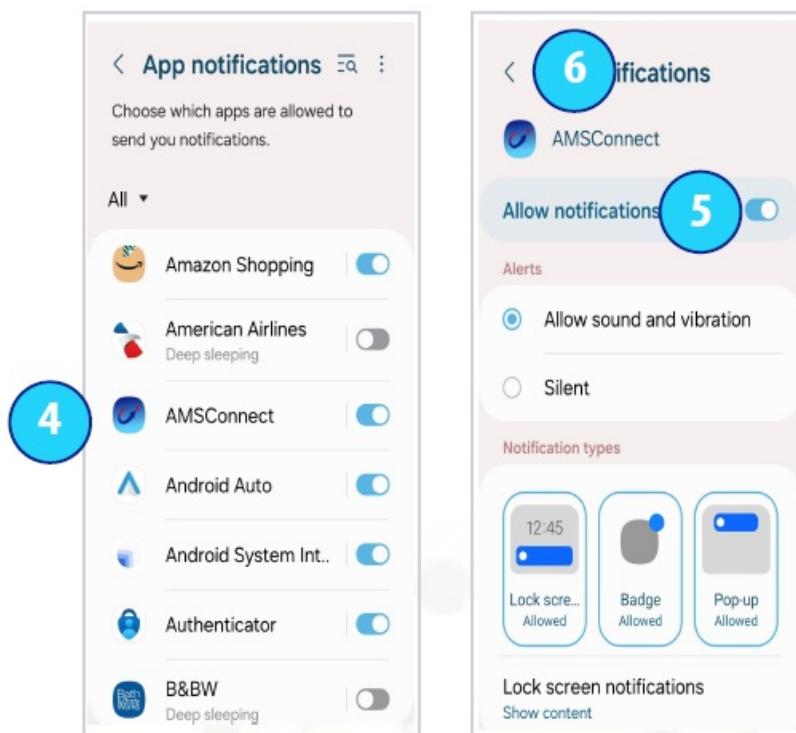 App notifications
Choose which apps are allowed to
send you notifications.
All
Amazon Shopping
American Airlines
Deep sleeping
4
AMSConnect
Android Auto
Android System Int..
Authenticator
Bath
Body
Works
B&BW
Deep sleeping
6
ifications
AMSConnect
Allow notifications
5
Alerts
Allow sound and vibration
Silent
Notification types
12:45
Lock scre...
Allowed
Badge
Allowed
Pop-up
Allowed
Lock screen notifications
Show content